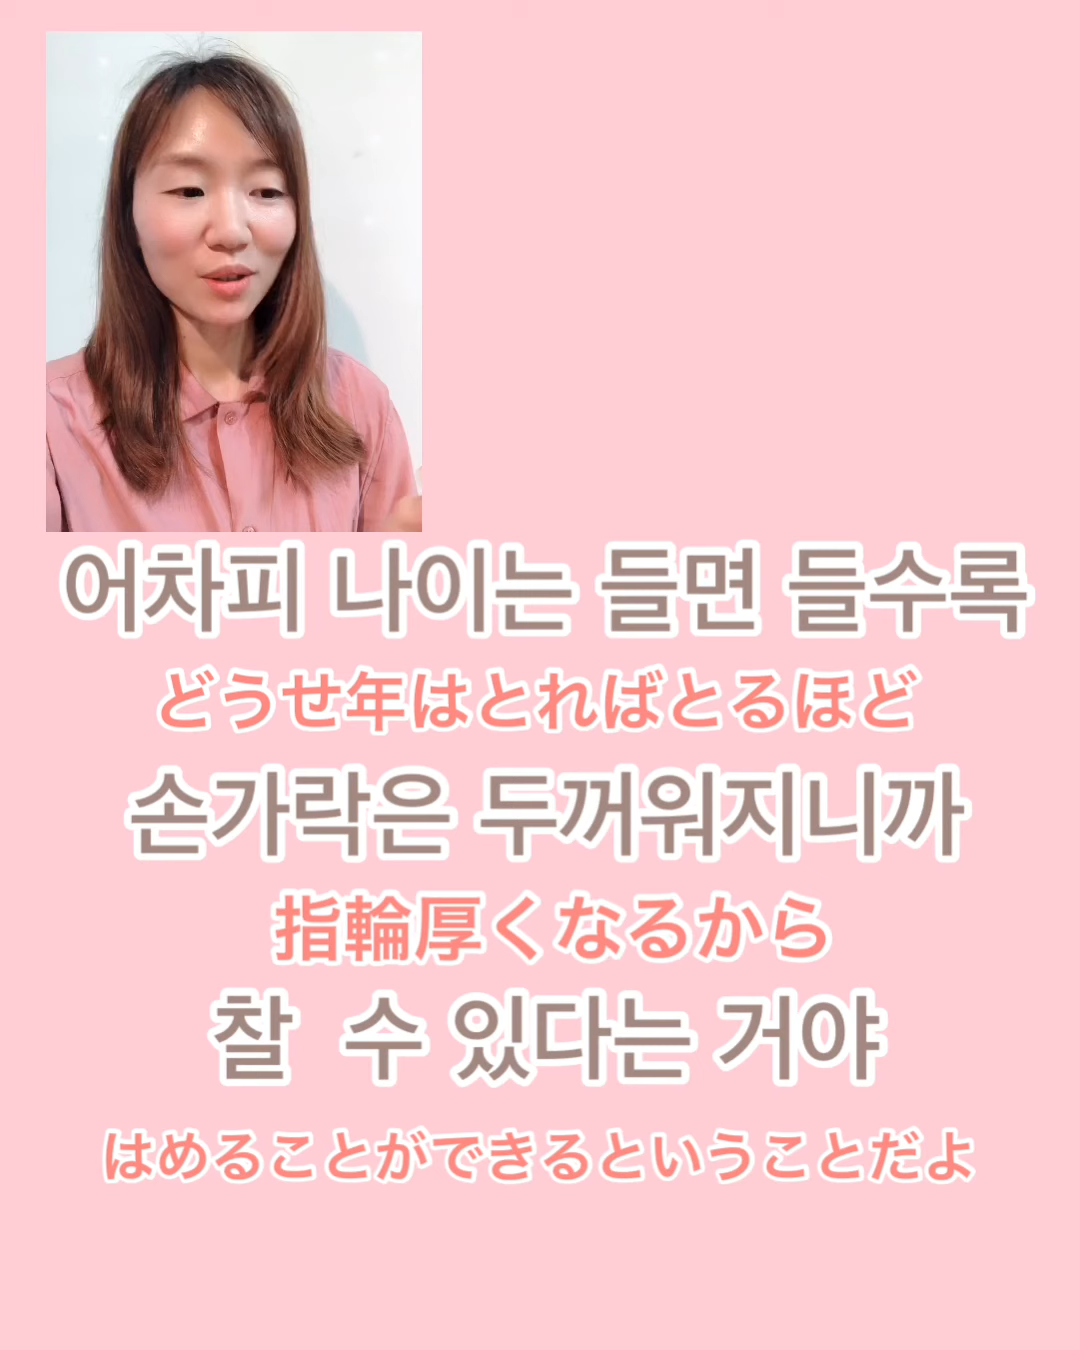 어차피 나이는 들면 들수록
どうせ年はとればとるほど
손가락은 두꺼워지니까
指輪厚くなるから
찰 수 있다는 거야
はめることができるということだよ